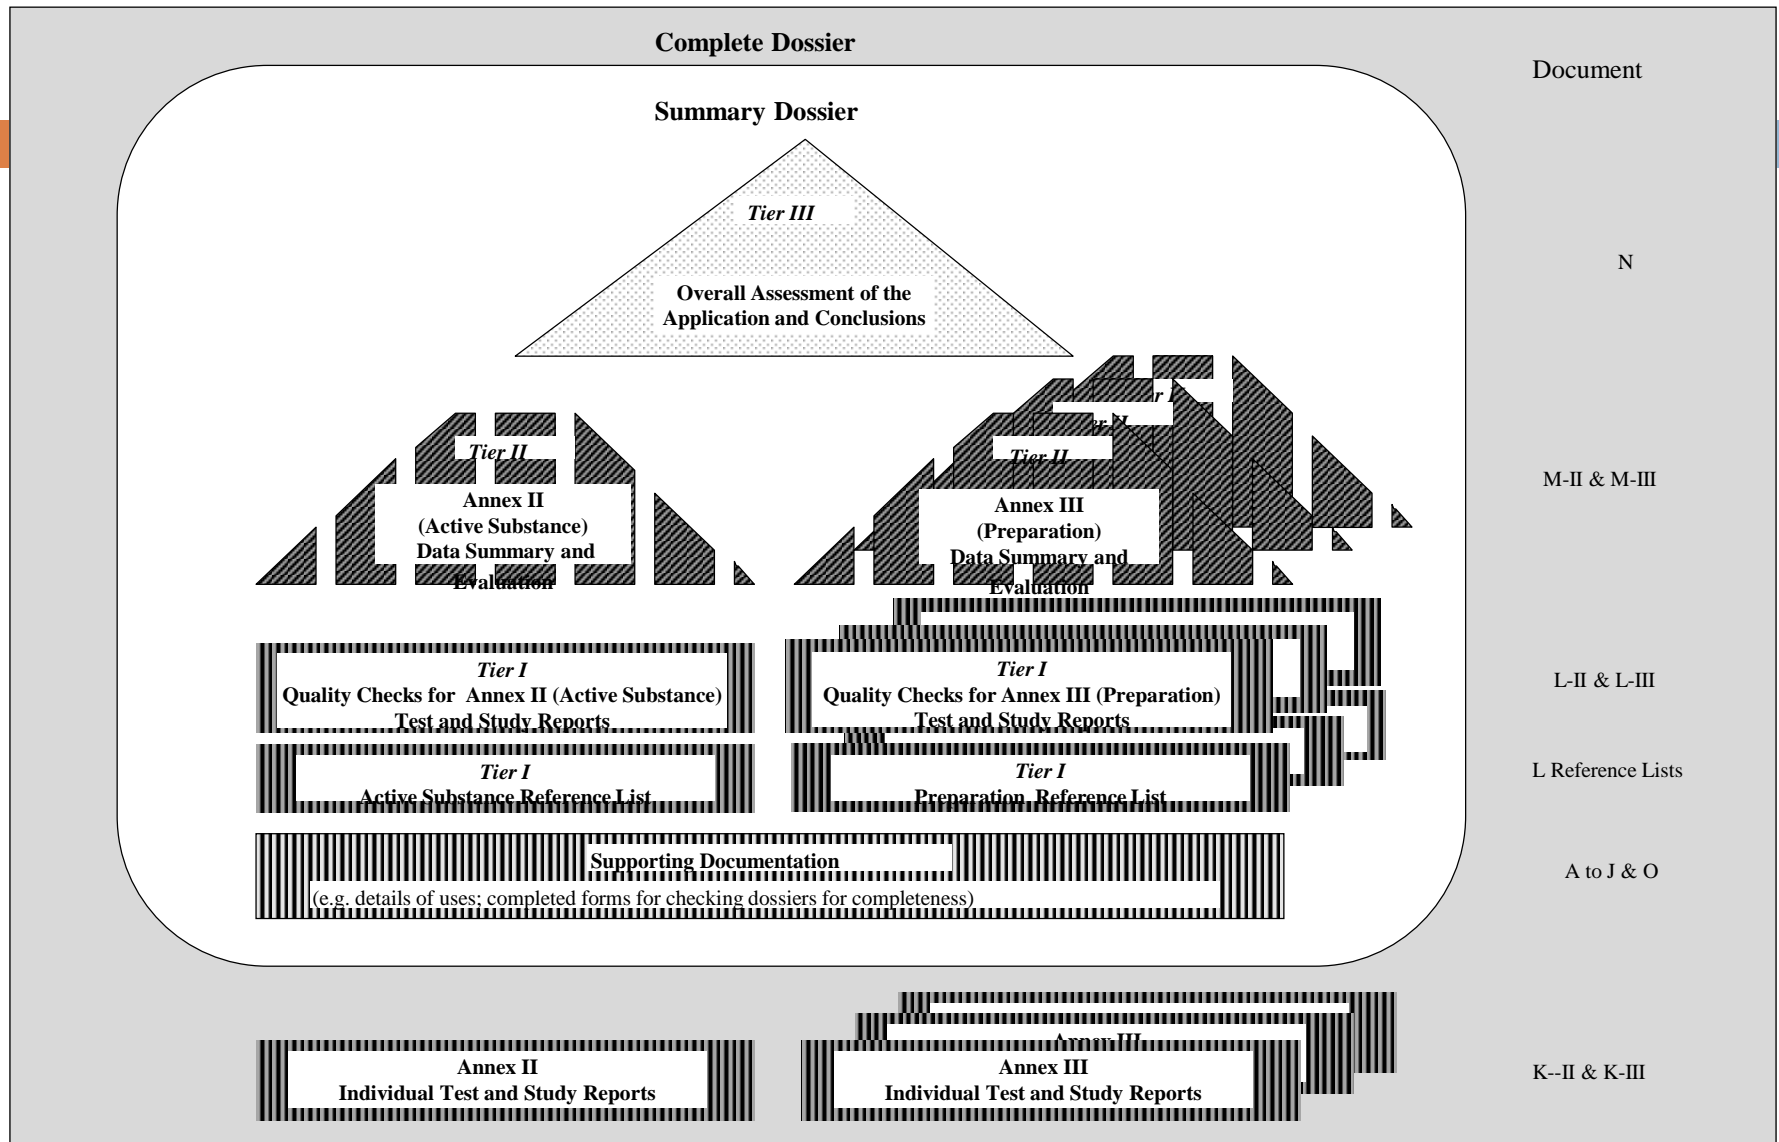 Complete Dossier
Document
Summary Dossier
Tier III
N
Overall Assessment of the
Application and Conclusions
Tier II
Annex II
(Active Substance)
Data Summary and
Evaluation
Tier II
Annex III
(Preparation)
Data Summary and
Evaluation
M-II & M-III
Tier I
Quality Checks for Annex II (Active Substance)
Test and Study Reports
Tier I
Quality Checks for Annex III (Preparation)
Test and Study Reports
L-II & L-III
Tier I
Active Substance Reference List
Tier I
Preparation Reference List
L Reference Lists
Supporting Documentation
(e.g. details of uses; completed forms for checking dossiers for completeness)
A to J & O
Annex III
Annex II
Individual Test and Study Reports
Annex III
Individual Test and Study Reports
K--II & K-III